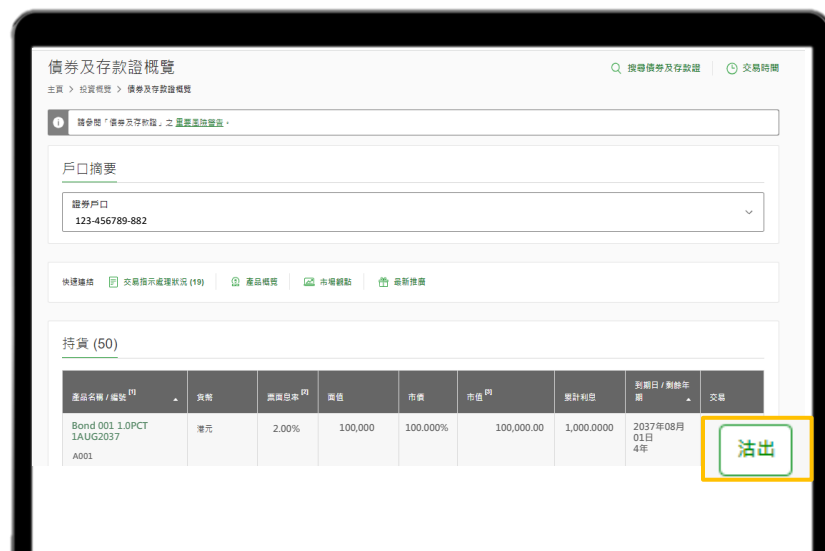 債券及存款證概覽
搜尋債券及存款證
交易時間
主頁 > 投資概覽 > 債券及存款證概覽
請參閱「債券及存款證」之 重要風險聲告。
戶口摘要
證券戶口
123-456789-882
快速連結 交易指示處理狀況 (19) 產品概覽 市場觀點 最新推廣
持貨 (50)
產品名稱 / 編號 [1] 貨幣 票面息率 [2] 面值 市價 市值 [3] 累計利息 到期日 / 剩餘年期 交易
Bond 001 1.0PCT
1AUG2037
A001
港元
2.00%
100,000
100.000%
100,000.00
1,000.0000
2037年08月
01日
4年
沽出